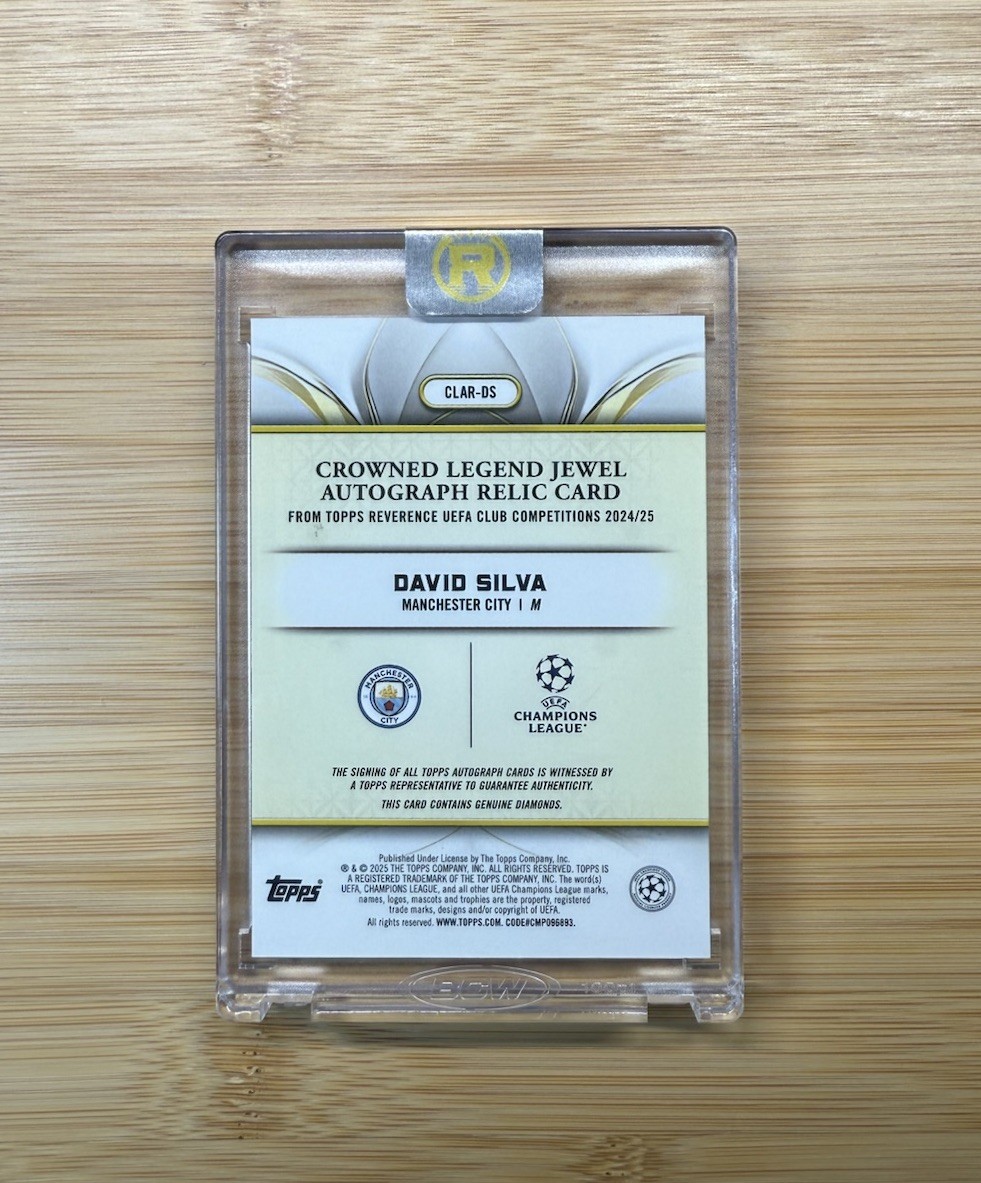 R
CLAR-DS
CROWNED LEGEND JEWEL
AUTOGRAPH RELIC CARD
FROM TOPPS REVERENCE UEFA CLUB COMPETITIONS 2024/25
DAVID SILVA
MANCHESTER CITY | M
MANCHESTER
CITY
UEFA
CHAMPIONS
LEAGUE
THE SIGNING OF ALL TOPPS AUTOGRAPH CARDS IS WITNESSED BY
A TOPPS REPRESENTATIVE TO GUARANTEE AUTHENTICITY.
THIS CARD CONTAINS GENUINE DIAMONDS.
topps
Published Under License by The Topps Company, Inc.
® & © 2025 THE TOPPS COMPANY, INC. ALL RIGHTS RESERVED. TOPPS IS
A REGISTERED TRADEMARK OF THE TOPPS COMPANY, INC. The word(s)
UEFA, CHAMPIONS LEAGUE, and all other UEFA Champions League marks,
names, logos, mascots and trophies are the property, registered
trade marks, designs and/or copyright of UEFA.
All rights reserved. WWW.TOPPS.COM. CODE#CMP096893.
BCW